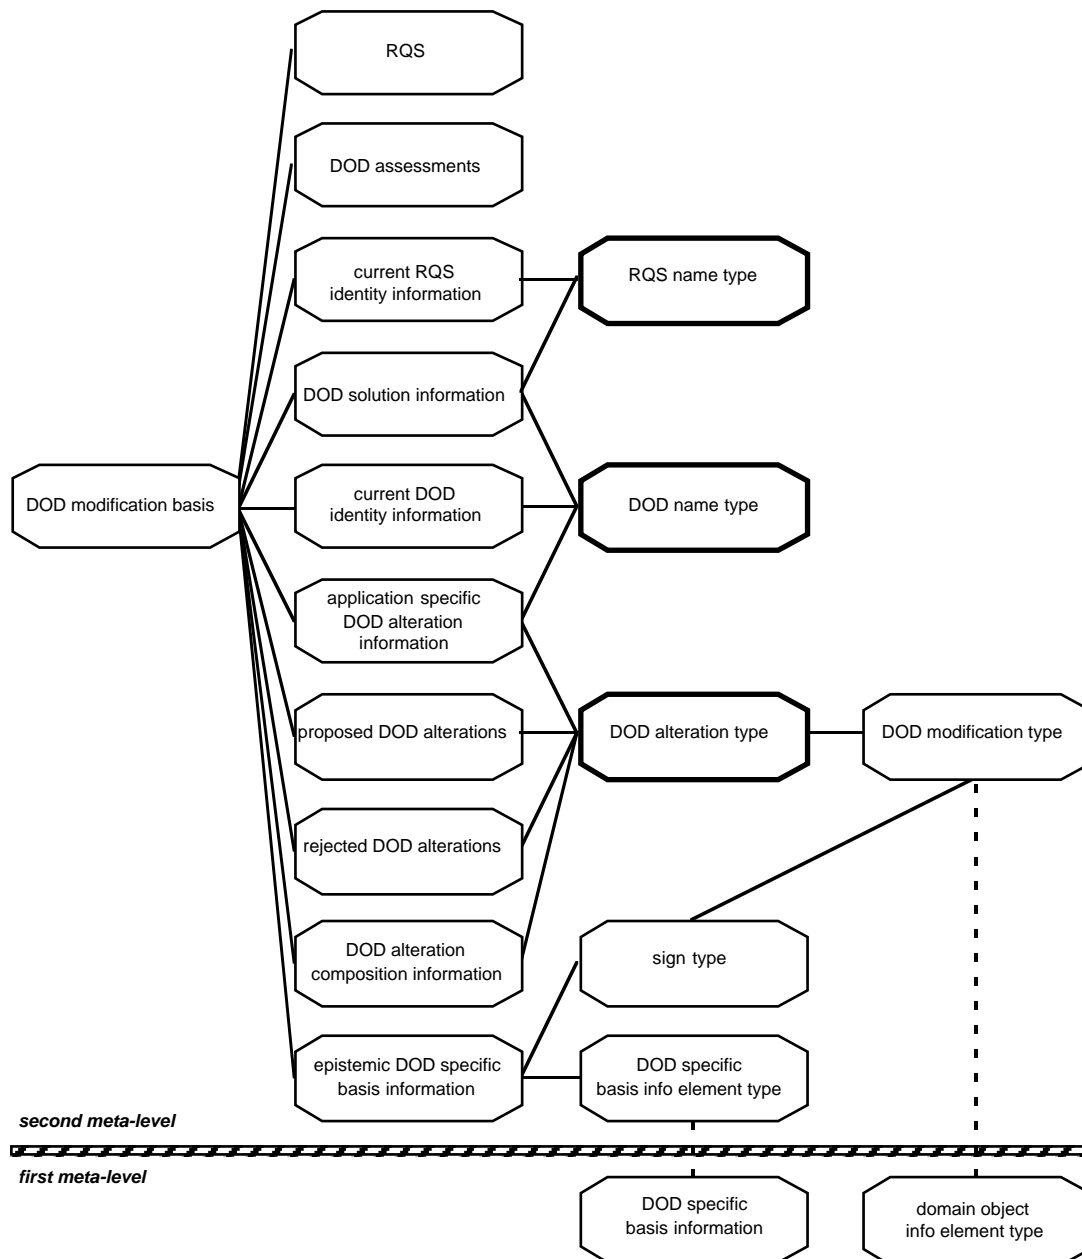 RQS
DOD assessments
current RQS
identity information
RQS name type
DOD solution information
DOD modification basis
current DOD
identity information
DOD name type
application specific
DOD alteration
information
proposed DOD alterations
DOD alteration type
DOD modification type
rejected DOD alterations
DOD alteration
composition information
sign type
epistemic DOD specific
basis information
DOD specific
basis info element type
second meta-level
first meta-level
DOD specific
basis information
domain object
info element type